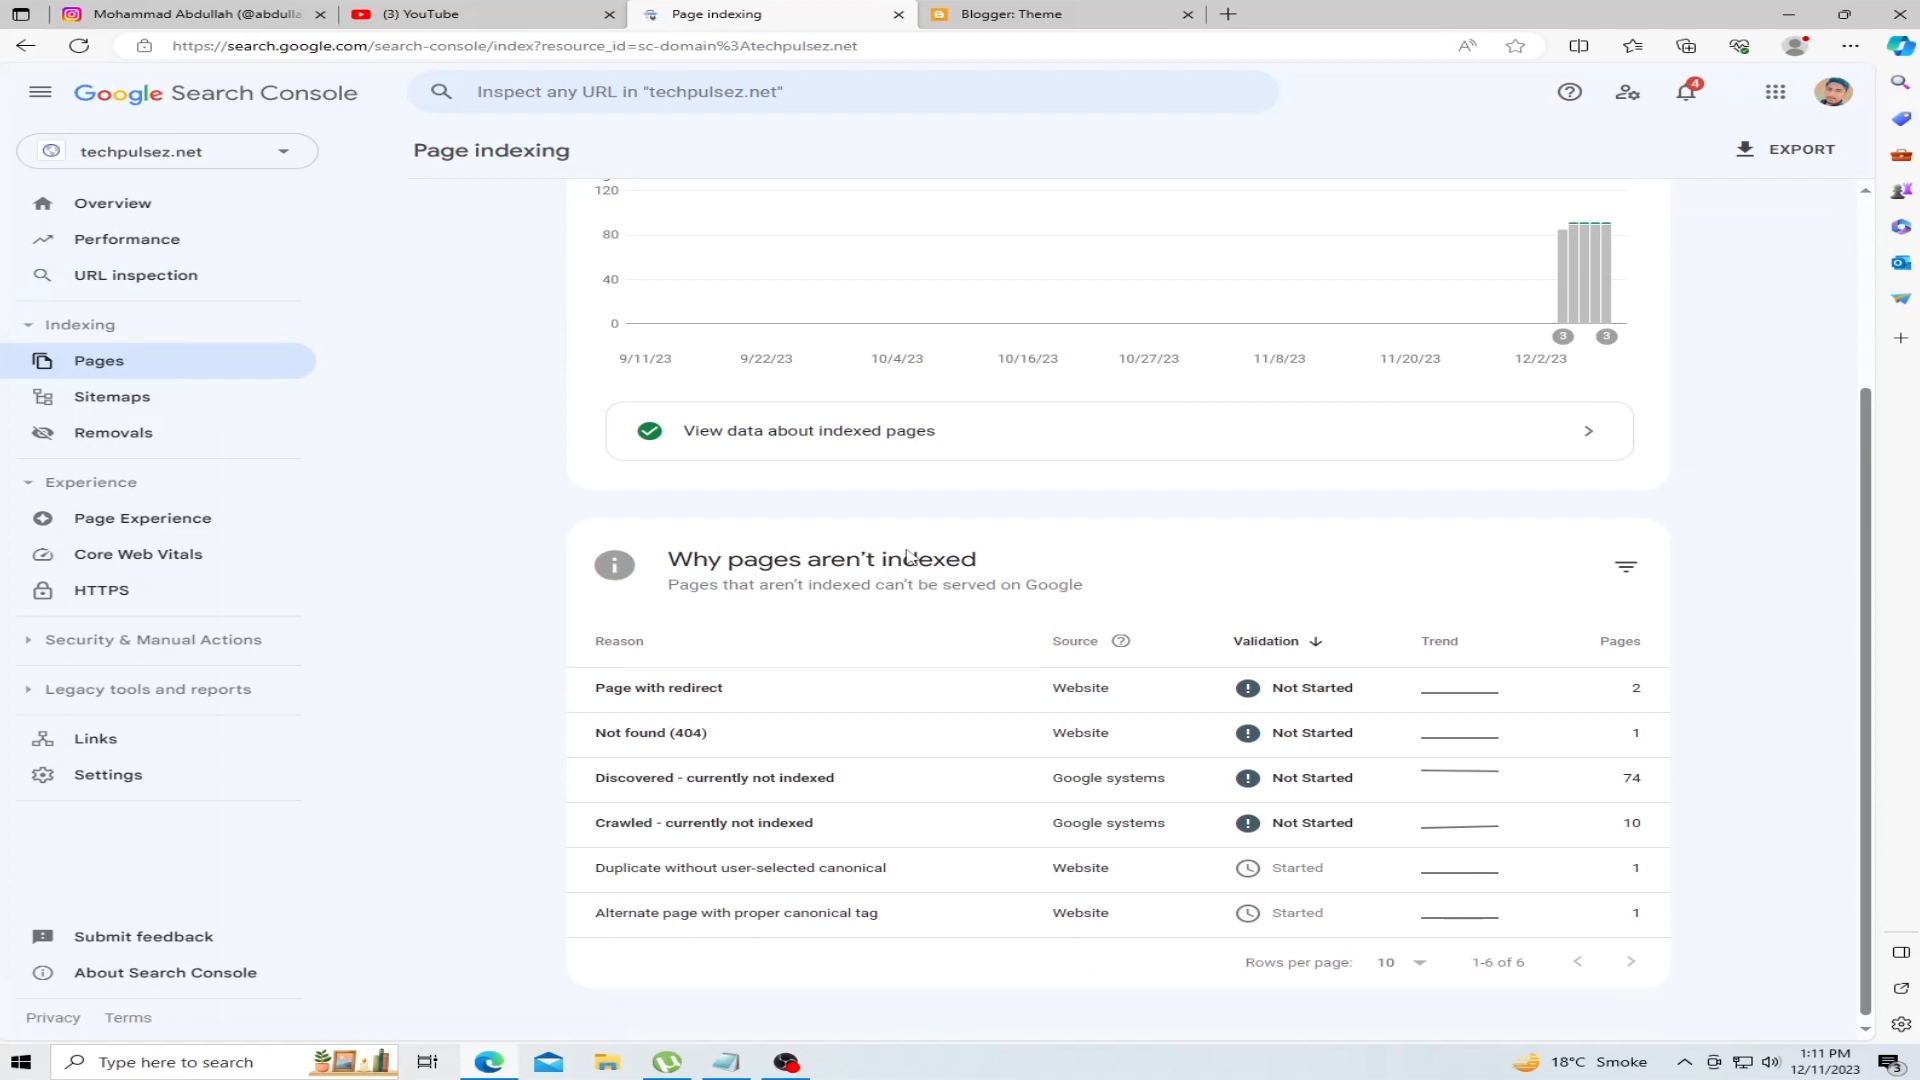 Mohammad Abdullah (@abdulla
(3) YouTube
Page indexing
Blogger: Theme
https://search.google.com/search-console/index?resource_id=sc-domain%3Atechpulsez.net
Google Search Console
Inspect any URL in "techpulsez.net"
4
techpulsez.net
Page indexing
EXPORT
Overview
Performance
URL inspection
Indexing
Pages
Sitemaps
Removals
Experience
Page Experience
Core Web Vitals
HTTPS
Security & Manual Actions
Legacy tools and reports
Links
Settings
Submit feedback
About Search Console
Privacy Terms
120
80
40
0
3 3
9/11/23 9/22/23 10/4/23 10/16/23 10/27/23 11/8/23 11/20/23 12/2/23
View data about indexed pages
Why pages aren't indexed
Pages that aren't indexed can't be served on Google
Reason Source Validation Trend Pages
Page with redirect Website Not Started 2
Not found (404) Website Not Started 1
Discovered - currently not indexed Google systems Not Started 74
Crawled - currently not indexed Google systems Not Started 10
Duplicate without user-selected canonical Website Started 1
Alternate page with proper canonical tag Website Started 1
Rows per page: 10 1-6 of 6
Type here to search
18°C Smoke
1:11 PM
12/11/2023
3